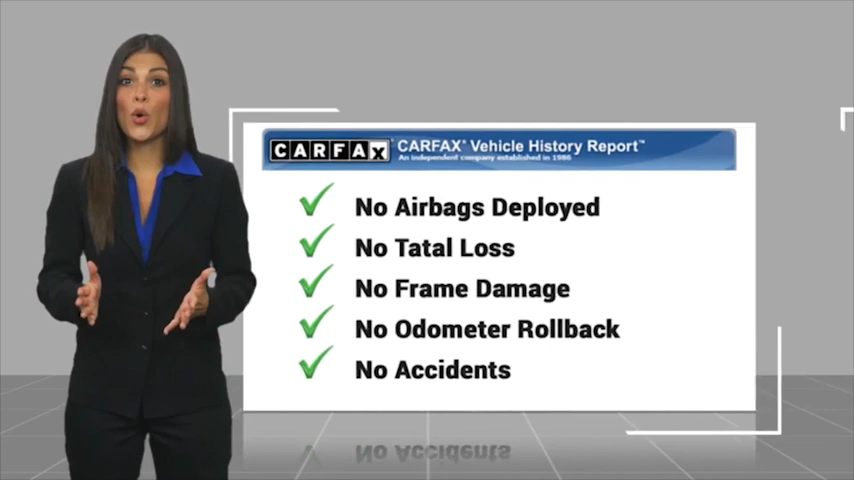 CARFAX CARFAX® Vehicle History Report™
An independent company established in 1986
No Airbags Deployed
No Tatal Loss
No Frame Damage
No Odometer Rollback
No Accidents
No Accidents